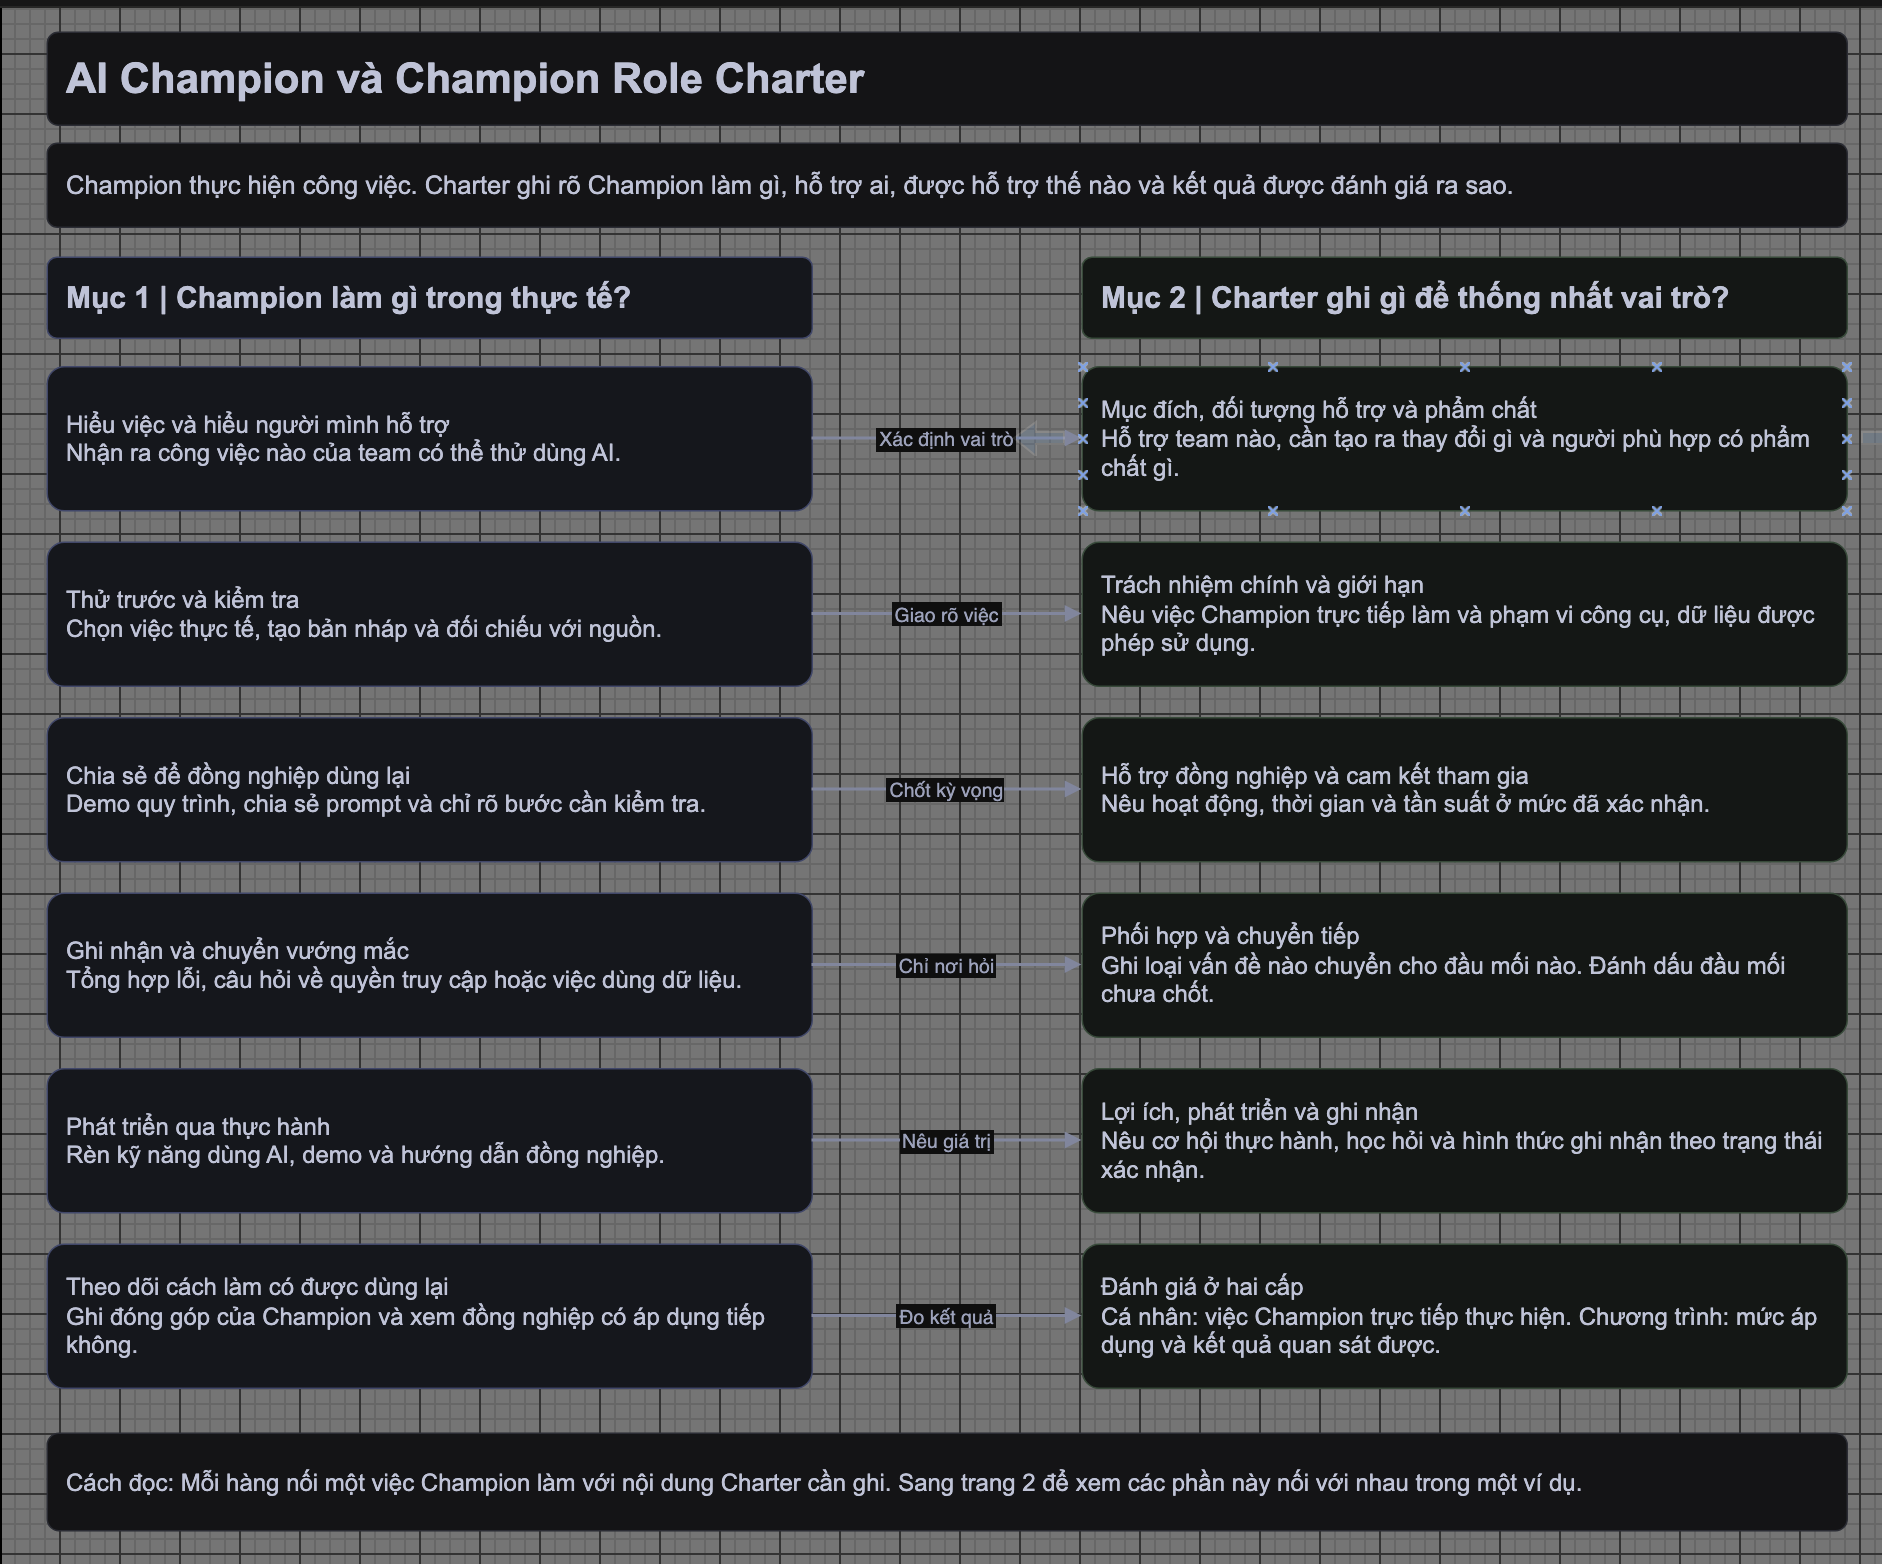 AI Champion và Champion Role Charter
Champion thực hiện công việc. Charter ghi rõ Champion làm gì, hỗ trợ ai, được hỗ trợ thế nào và kết quả được đánh giá ra sao.
Mục 1 | Champion làm gì trong thực tế?
Mục 2 | Charter ghi gì để thống nhất vai trò?
Hiểu việc và hiểu người mình hỗ trợ
Nhận ra công việc nào của team có thể thử dùng AI.
Xác định vai trò
Mục đích, đối tượng hỗ trợ và phẩm chất
Hỗ trợ team nào, cần tạo ra thay đổi gì và người phù hợp có phẩm
chất gì.
Thử trước và kiểm tra
Chọn việc thực tế, tạo bản nháp và đối chiếu với nguồn.
Giao rõ việc
Trách nhiệm chính và giới hạn
Nêu việc Champion trực tiếp làm và phạm vi công cụ, dữ liệu được
phép sử dụng.
Chia sẻ để đồng nghiệp dùng lại
Demo quy trình, chia sẻ prompt và chỉ rõ bước cần kiểm tra.
Chốt kỳ vọng
Hỗ trợ đồng nghiệp và cam kết tham gia
Nêu hoạt động, thời gian và tần suất ở mức đã xác nhận.
Ghi nhận và chuyển vướng mắc
Tổng hợp lỗi, câu hỏi về quyền truy cập hoặc việc dùng dữ liệu.
Chỉ nơi hỏi
Phối hợp và chuyển tiếp
Ghi loại vấn đề nào chuyển cho đầu mối nào. Đánh dấu đầu mối
chưa chốt.
Phát triển qua thực hành
Rèn kỹ năng dùng AI, demo và hướng dẫn đồng nghiệp.
Nêu giá trị
Lợi ích, phát triển và ghi nhận
Nêu cơ hội thực hành, học hỏi và hình thức ghi nhận theo trạng thái
xác nhận.
Theo dõi cách làm có được dùng lại
Ghi đóng góp của Champion và xem đồng nghiệp có áp dụng tiếp
không.
Đo kết quả
Đánh giá ở hai cấp
Cá nhân: việc Champion trực tiếp thực hiện. Chương trình: mức áp
dụng và kết quả quan sát được.
Cách đọc: Mỗi hàng nối một việc Champion làm với nội dung Charter cần ghi. Sang trang 2 để xem các phần này nối với nhau trong một ví dụ.